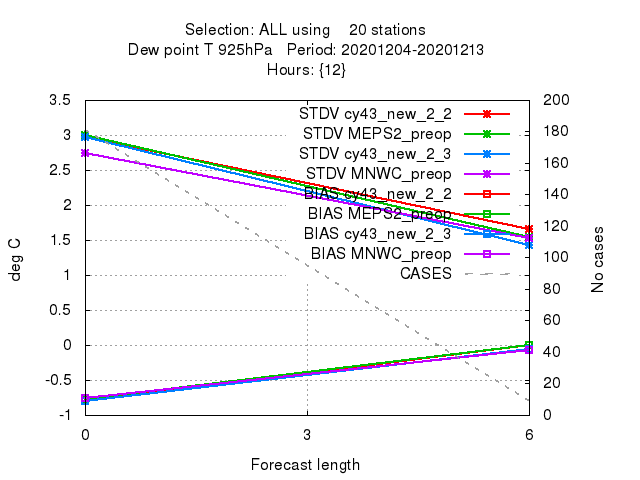 Selection: ALL using 20 stations
Dew point T 925hPa Period: 20201204-20201213
Hours: {12}
3.5
3
2.5
2
1.5
1
0.5
0
-0.5
-1
deg C
200
180
160
140
120
100
80
60
40
20
0
No cases
STDV cy43_new_2_2
STDV MEPS2_preop
STDV cy43_new_2_3
STDV MNWC_preop
BIAS cy43_new_2_2
BIAS MEPS2_preop
BIAS cy43_new_2_3
BIAS MNWC_preop
CASES
0 3 6
Forecast length